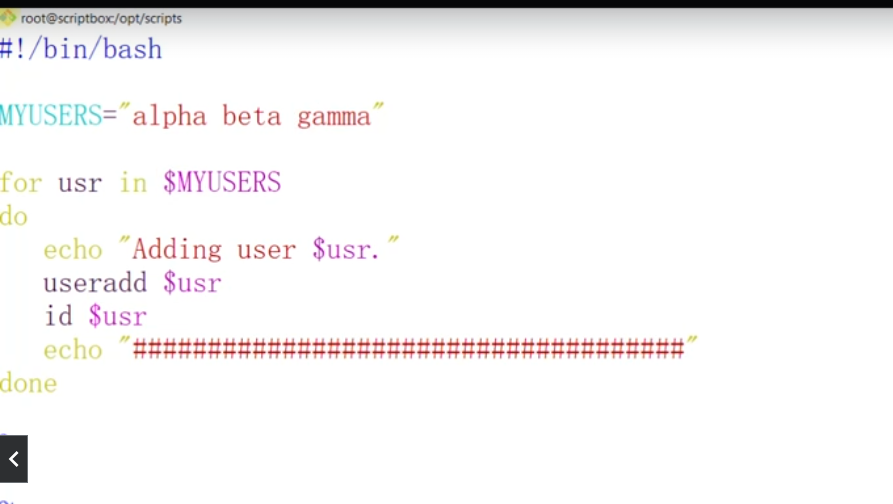 root@scriptbox:/opt/scripts
#!/bin/bash
MYUSERS="alpha beta gamma"
for usr in $MYUSERS
do
echo "Adding user $usr."
useradd $usr
id $usr
echo "#####################################"
done